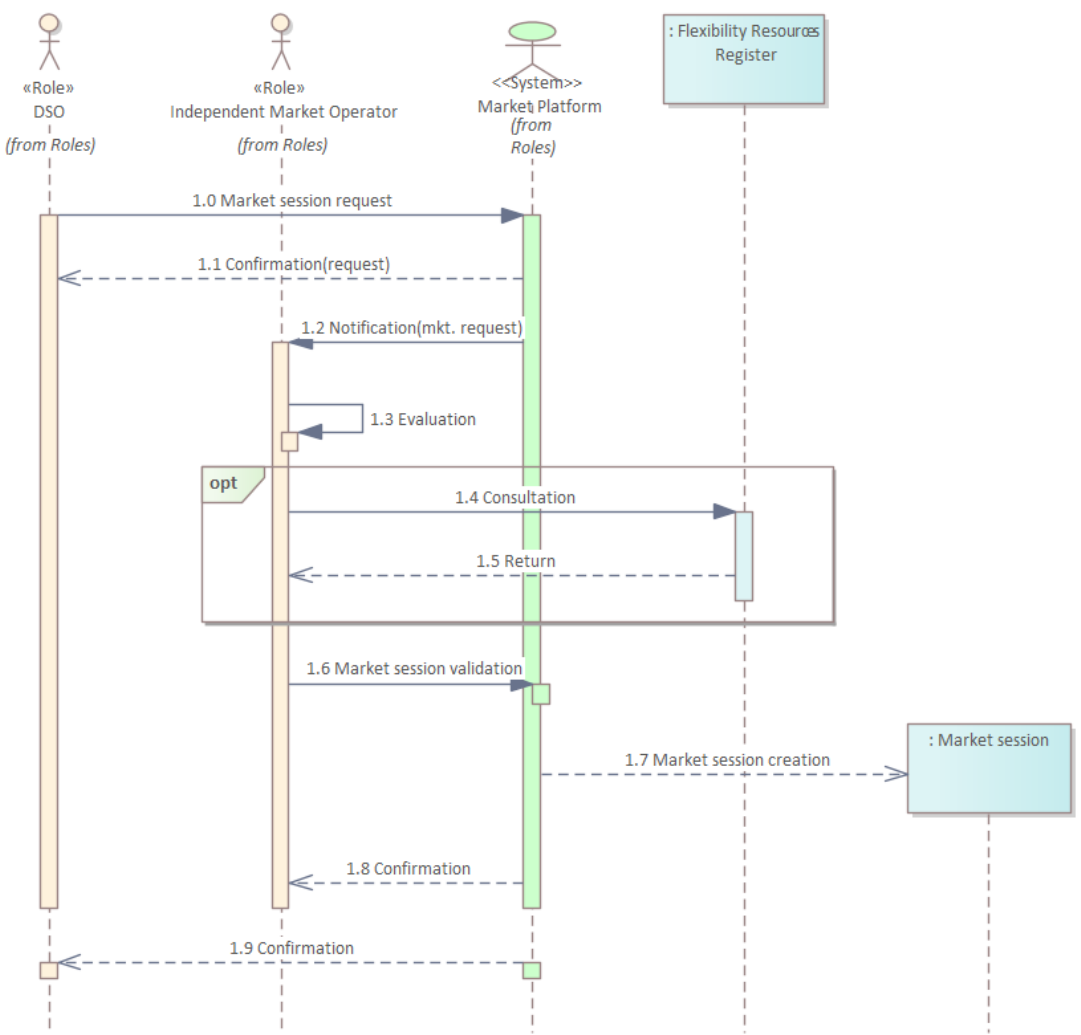 «Role»
DSO
(from Roles)
«Role»
Independent Market Operator
(from Roles)
<<System>>
Market Platform
(from
Roles)
: Flexibility Resources
Register
1.0 Market session request
1.1 Confirmation(request)
1.2 Notification(mkt. request)
1.3 Evaluation
opt
1.4 Consultation
1.5 Return
1.6 Market session validation
: Market session
1.7 Market session creation
1.8 Confirmation
1.9 Confirmation